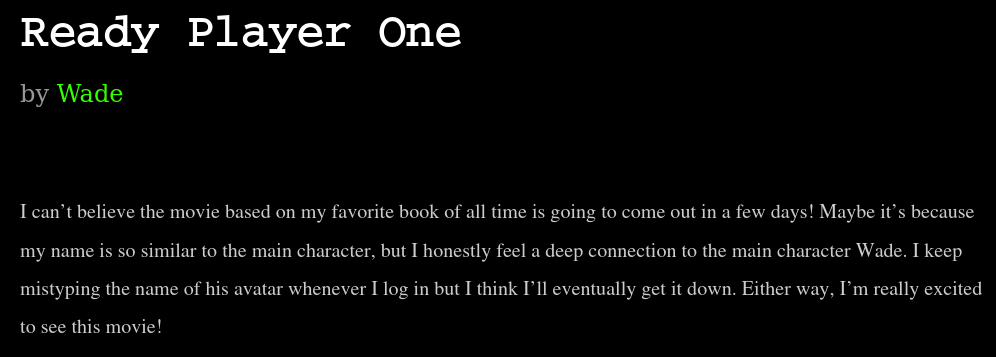 Ready Player One
by Wade
I can’t believe the movie based on my favorite book of all time is going to come out in a few days! Maybe it’s because
my name is so similar to the main character, but I honestly feel a deep connection to the main character Wade. I keep
mistyping the name of his avatar whenever I log in but I think I’ll eventually get it down. Either way, I’m really excited
to see this movie!